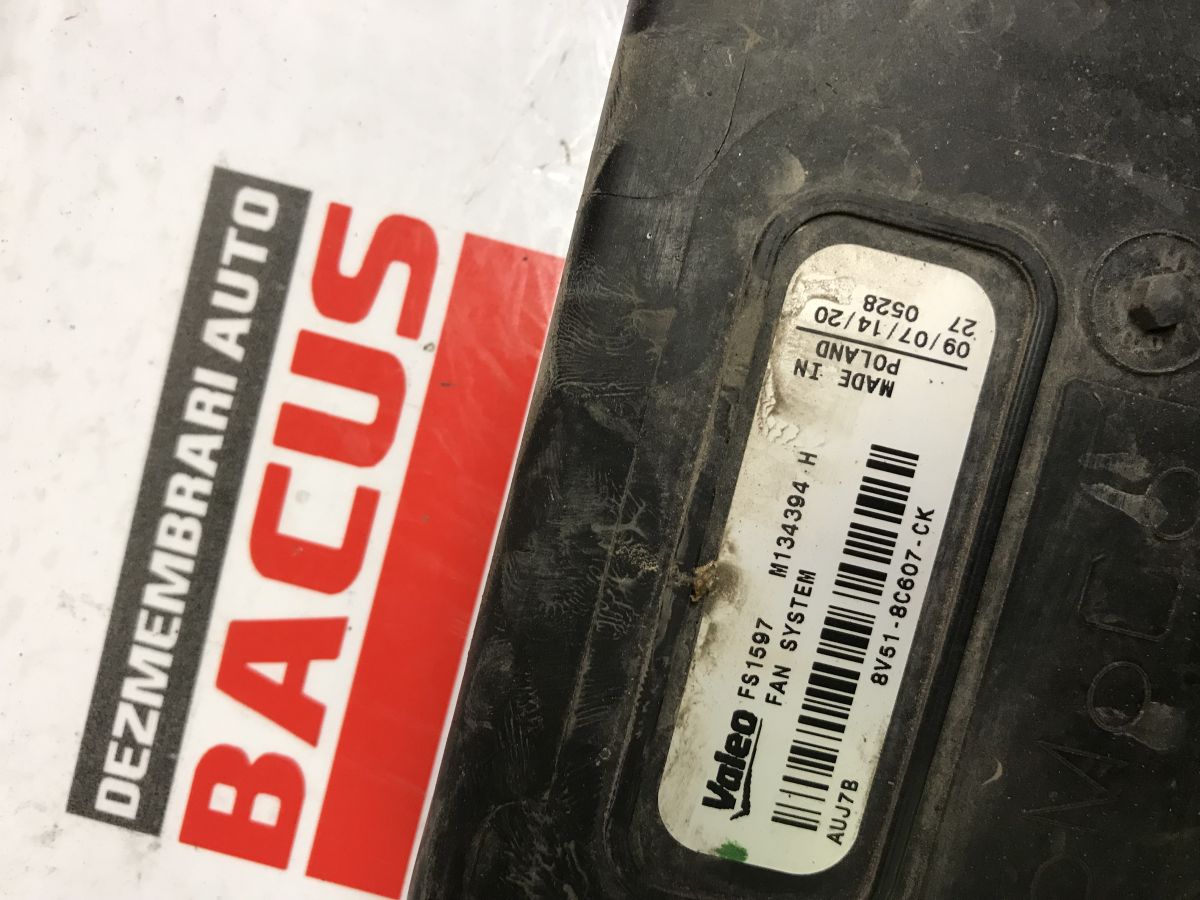 DEZMEMBRARI AUTO
BACUS
Valeo FS1597 M134394 H
FAN SYSTEM
AUJ7B 8V51-8C607-CK
MADE IN
POLAND
09/07/14/20
27 0528